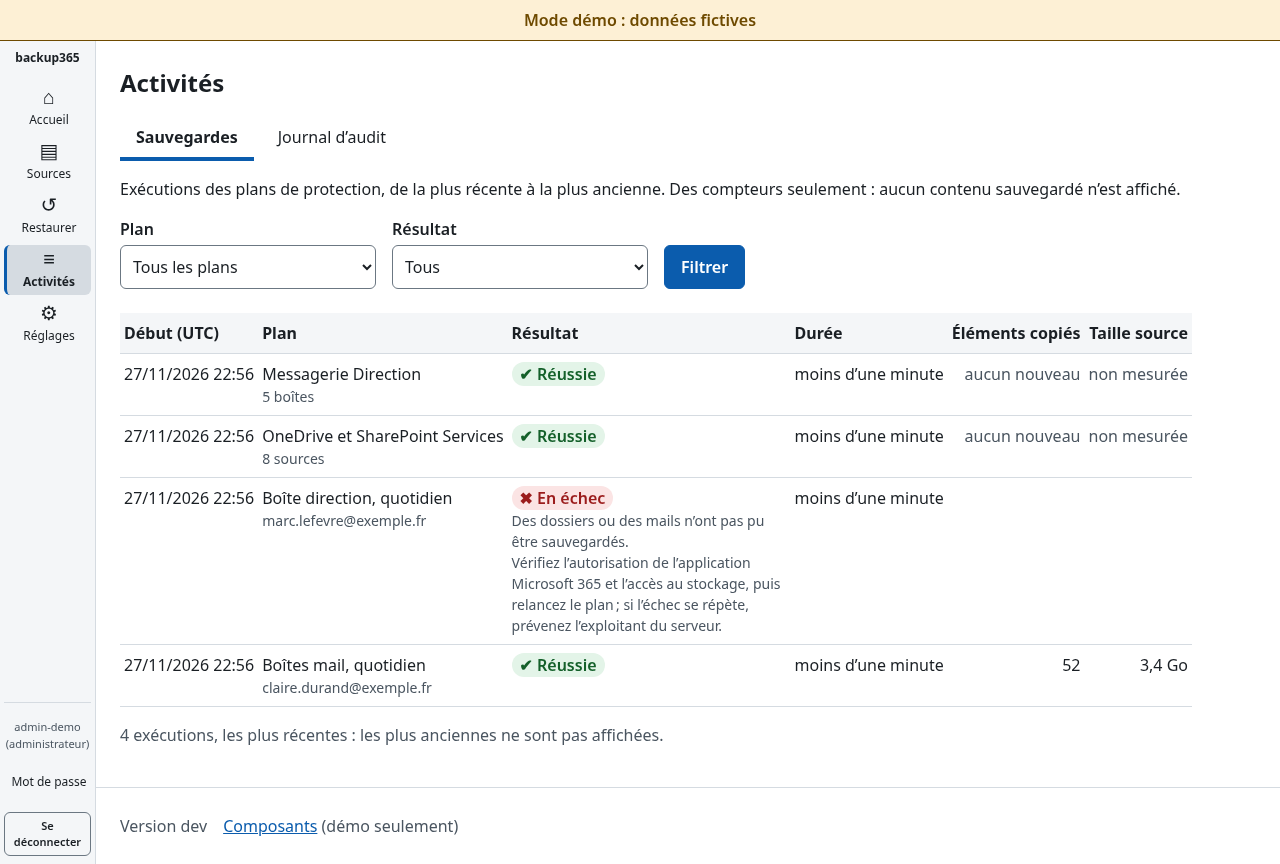 Mode démo : données fictives
backup365
Accueil
Sources
Restaurer
Activités
Réglages
admin-demo
(administrateur)
Mot de passe
Se
déconnecter
Activités
Sauvegardes Journal d’audit
Exécutions des plans de protection, de la plus récente à la plus ancienne. Des compteurs seulement : aucun contenu sauvegardé n’est affiché.
Plan Résultat
Tous les plans Tous Filtrer
Début (UTC) Plan Résultat Durée Éléments copiés Taille source
27/11/2026 22:56 Messagerie Direction ✔ Réussie moins d’une minute aucun nouveau non mesurée
5 boîtes
27/11/2026 22:56 OneDrive et SharePoint Services ✔ Réussie moins d’une minute aucun nouveau non mesurée
8 sources
27/11/2026 22:56 Boîte direction, quotidien ✖ En échec moins d’une minute
marc.lefevre@exemple.fr Des dossiers ou des mails n’ont pas pu
être sauvegardés.
Vérifiez l’autorisation de l’application
Microsoft 365 et l’accès au stockage, puis
relancez le plan ; si l’échec se répète,
prévenez l’exploitant du serveur.
27/11/2026 22:56 Boîtes mail, quotidien ✔ Réussie moins d’une minute 52 3,4 Go
claire.durand@exemple.fr
4 exécutions, les plus récentes : les plus anciennes ne sont pas affichées.
Version dev Composants (démo seulement)